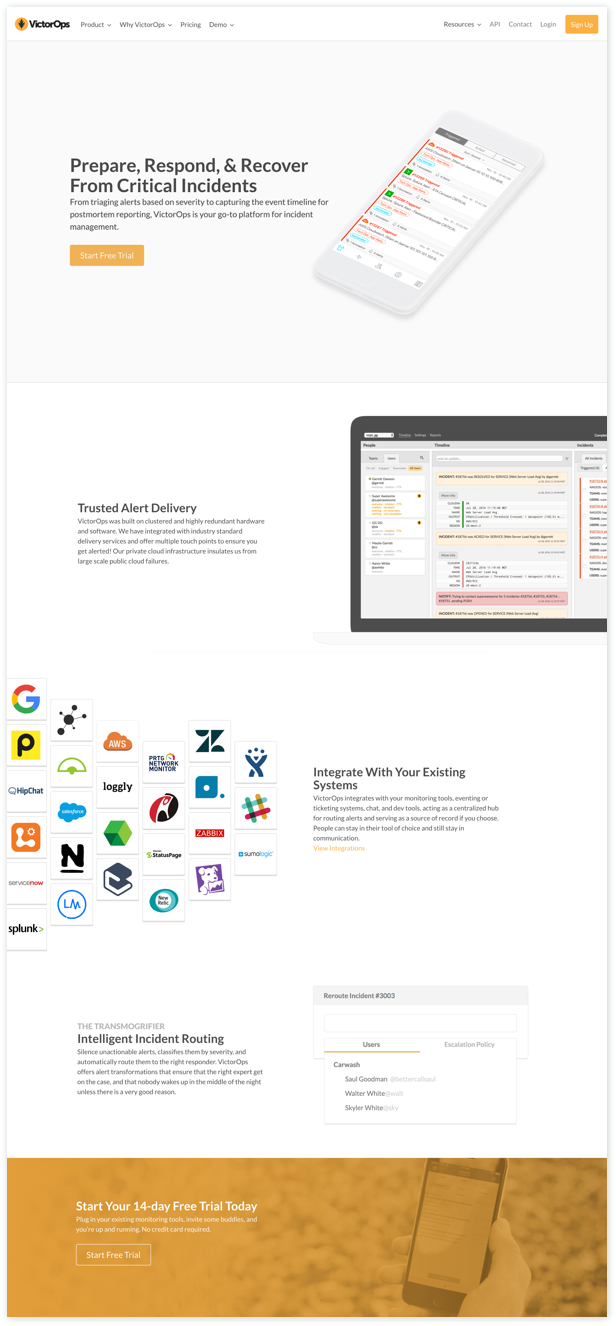 VictorOps
Product
Why VictorOps
Pricing
Demo
Resources
API
Contact
Login
Sign Up
Prepare, Respond, & Recover
From Critical Incidents
From triaging alerts based on severity to capturing the event timeline for
postmortem reporting, VictorOps is your go-to platform for incident
management.
Start Free Trial
Timeline Settings Reports
People
Timeline
Incidents
Teams
Users
All Incidents
Trusted Alert Delivery
VictorOps was built on clustered and highly redundant hardware
and software. We have integrated with industry standard
delivery services and offer multiple touch points to ensure you
get alerted! Our private cloud infrastructure insulates us from
large scale public cloud failures.
AWS
PRTG
NETWORK
MONITOR
HipChat
salesforce
loggly
StatusPage
ZABBIX
sumologic
servicenow
New
Relic
LM
splunk>
Integrate With Your Existing
Systems
VictorOps integrates with your monitoring tools, eventing or
ticketing systems, chat, and dev tools, acting as a centralized hub
for routing alerts and serving as a source of record if you choose.
People can stay in their tool of choice and still stay in
communication.
View Integrations
THE TRANSMOGRIFIER
Intelligent Incident Routing
Silence unactionable alerts, classifies them by severity, and
automatically route them to the right responder. VictorOps
offers alert transformations that ensure that the right expert get
on the case, and that nobody wakes up in the middle of the night
unless there is a very good reason.
Reroute Incident #3003
Users
Escalation Policy
Carwash
Saul Goodman @bettercallsaul
Walter White@walt
Skyler White@sky
Start Your 14-day Free Trial Today
Plug in your existing monitoring tools, invite some buddies, and
you're up and running. No credit card required.
Start Free Trial